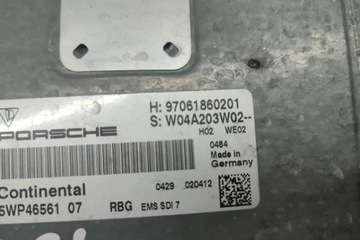 H: 97061860201
PORSCHE
S: W04A203W02--
H02 WE02
0484
Made in
Germany
Continental
0429 020412
5WP46561 07
RBG EMS SDI 7